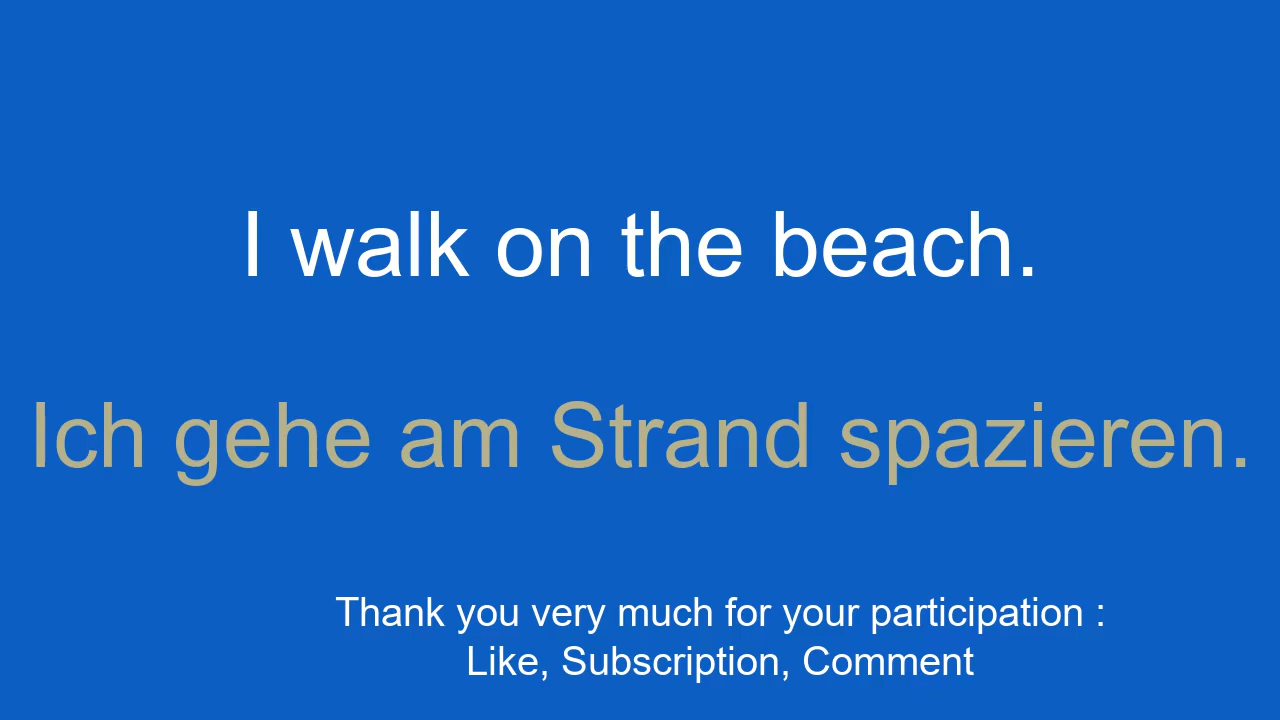 I walk on the beach.
Ich gehe am Strand spazieren.
Thank you very much for your participation :
Like, Subscription, Comment